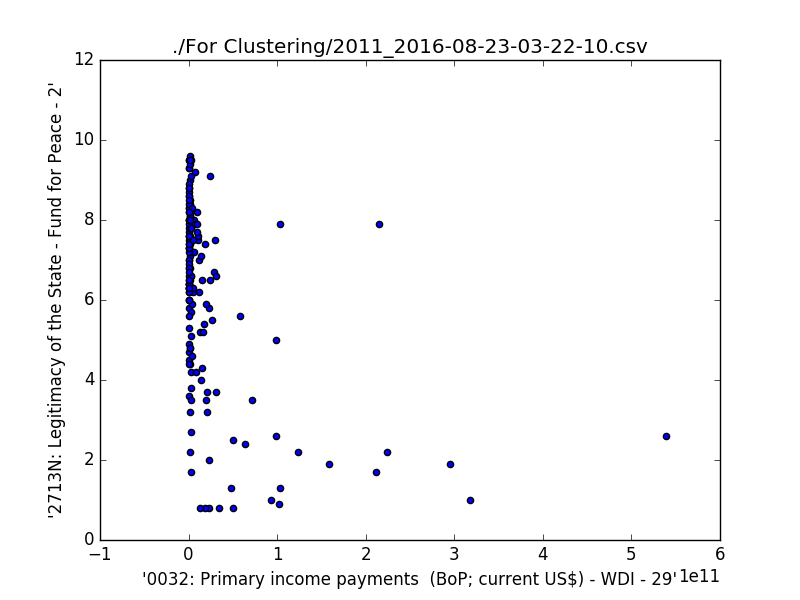 ./For Clustering/2011_2016-08-23-03-22-10.csv
12
10
8
6
4
2
0
'2713N: Legitimacy of the State - Fund for Peace - 2'
−1 0 1 2 3 4 5 6
1e11
'0032: Primary income payments  (BoP; current US$) - WDI - 29'